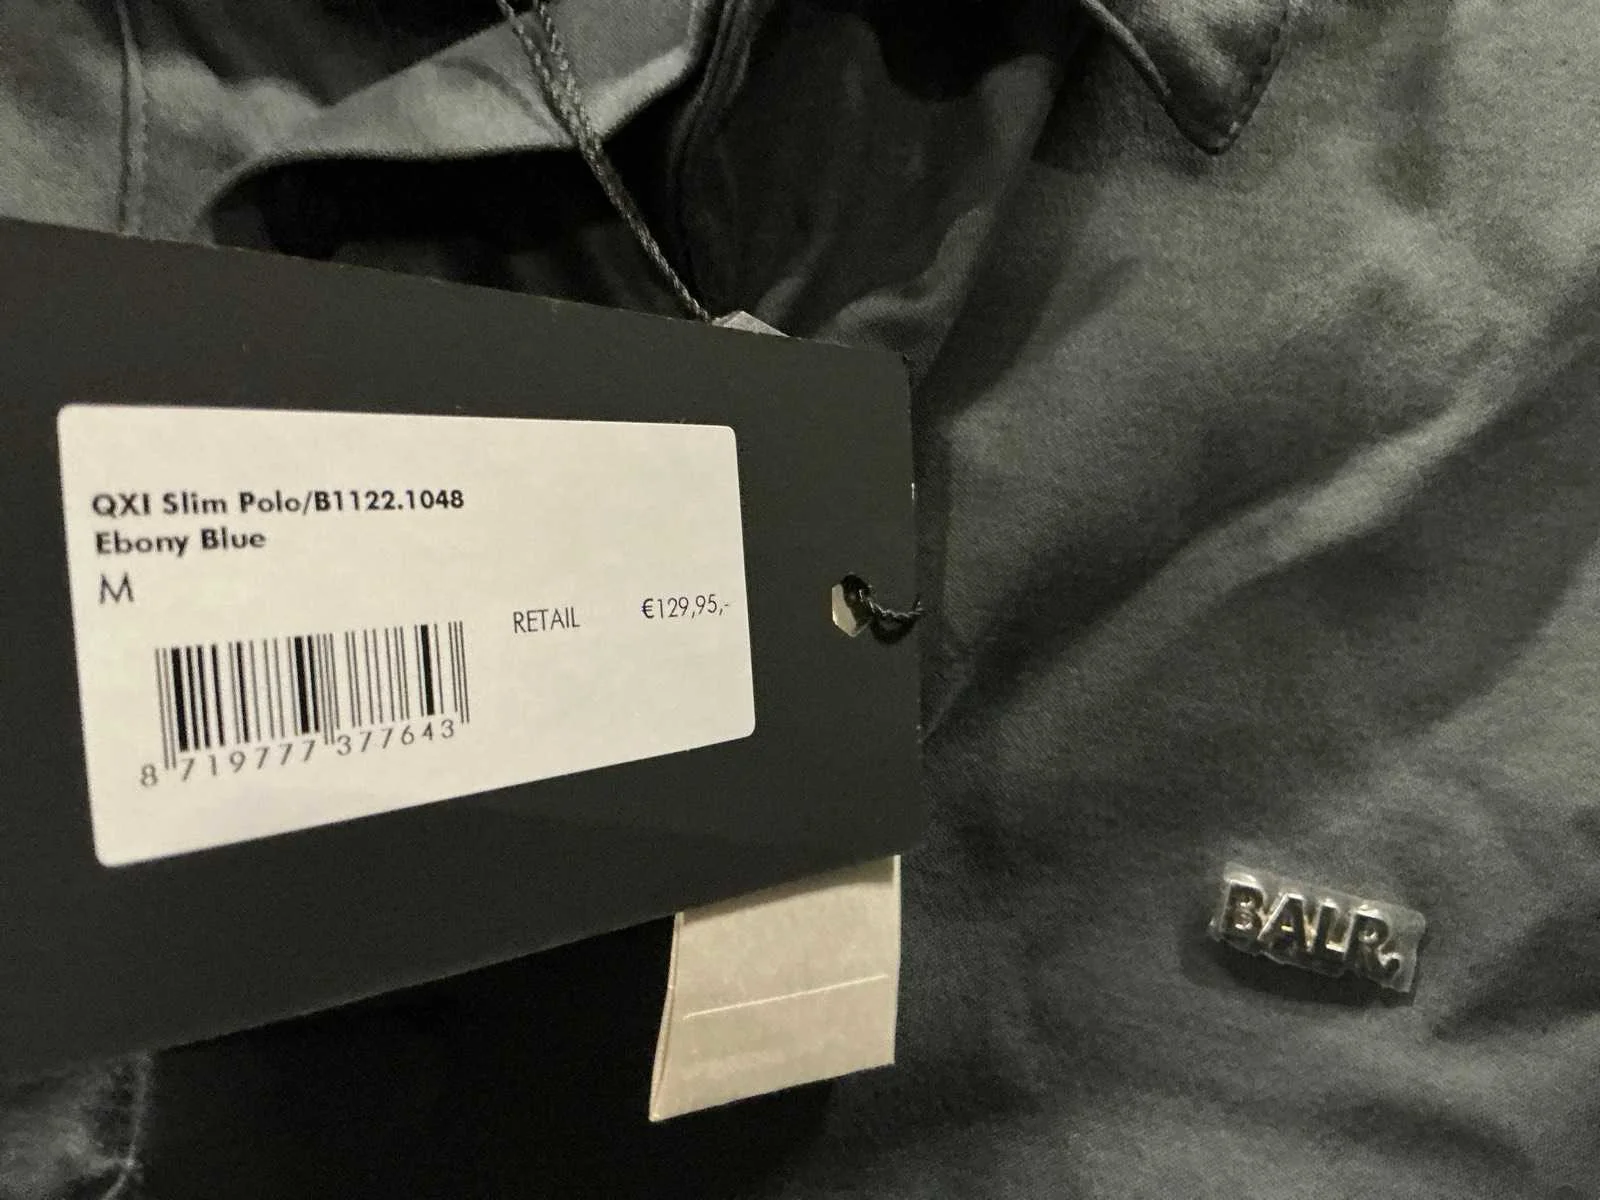 QXI Slim Polo/B1122.1048
Ebony Blue
M
RETAIL €129,95,-
8 719777 377643
BALR.